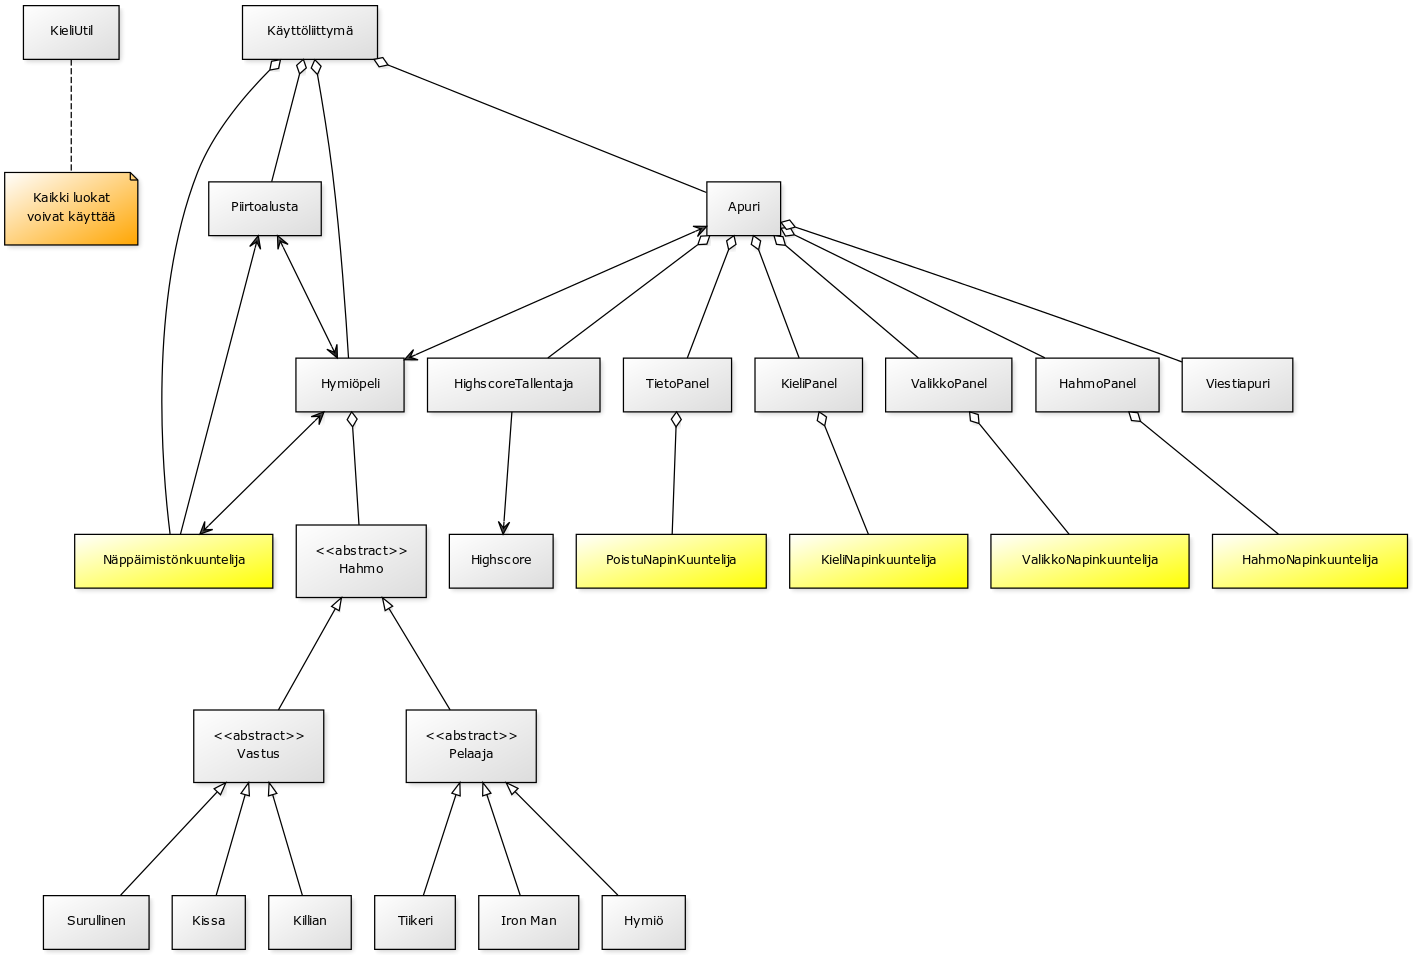 KieliUtil
Käyttöliittymä
Kaikki luokat
voivat käyttää
Piirtoalusta
Apuri
Hymiöpeli
HighscoreTallentaja
TietoPanel
KieliPanel
ValikkoPanel
HahmoPanel
Viestiapuri
Näppäimistönkuuntelija
<<abstract>>
Hahmo
Highscore
PoistuNapinKuuntelija
KieliNapinkuuntelija
ValikkoNapinkuuntelija
HahmoNapinkuuntelija
<<abstract>>
Vastus
<<abstract>>
Pelaaja
Surullinen
Kissa
Killian
Tiikeri
Iron Man
Hymiö